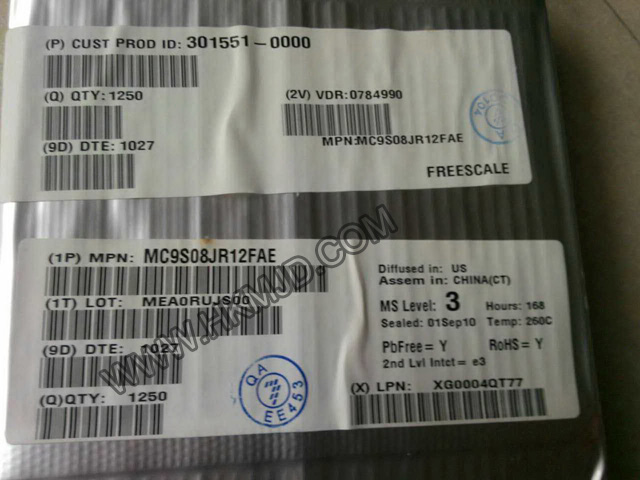 (P) CUST PROD ID: 301551-0000
(Q) QTY: 1250
(2V) VDR: 0784990
(9D) DTE: 1027
MPN:MC9S08JR12FAE
FREESCALE
(1P) MPN: MC9S08JR12FAE
(1T) LOT: MEA0RUJS00
(9D) DTE: 1027
(Q)QTY: 1250
QA
EE453
Diffused in: US
Assem in: CHINA(CT)
MS Level: 3 Hours: 168
Sealed: 01Sep10 Temp: 260C
PbFree= Y RoHS= Y
2nd Lvl Intct= e3
(X) LPN: XG0004QT77
WWW.HKMJD.COM